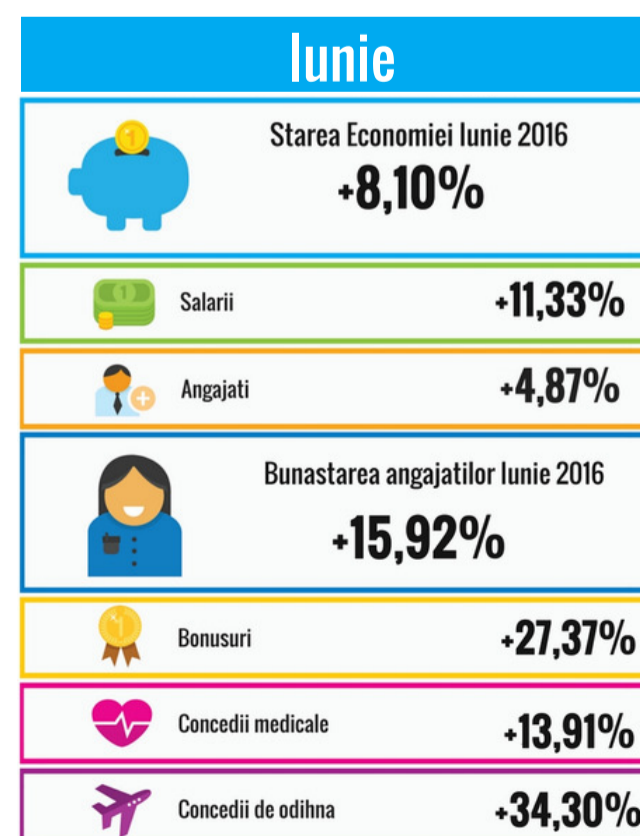 Iunie
Starea Economiei Iunie 2016
+8,10%
Salarii +11,33%
Angajati +4,87%
Bunastarea angajatilor Iunie 2016
+15,92%
Bonusuri +27,37%
Concedii medicale +13,91%
Concedii de odihna +34,30%